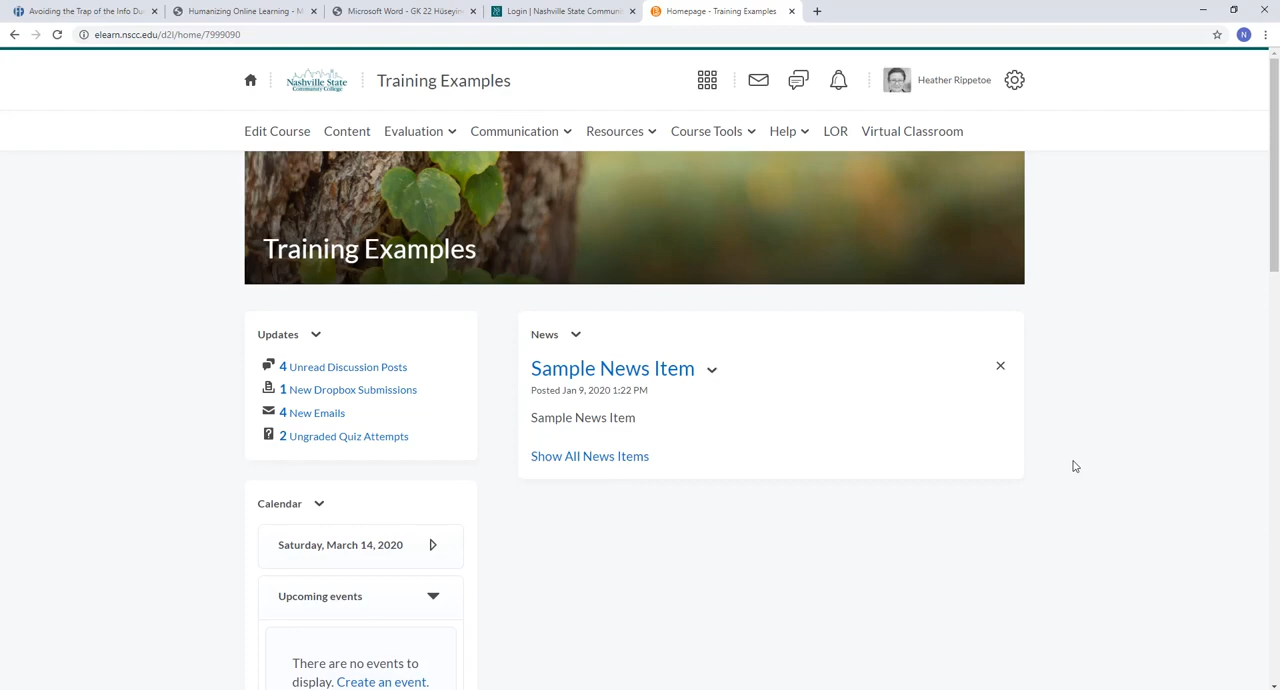 Avoiding the Trap of the Info Du
Humanizing Online Learning - M
Microsoft Word - GK 22 Hüseyin
Login | Nashville State Communi
Homepage - Training Examples
elearn.nscc.edu/d2l/home/7999090
N
Nashville State
Community College
Training Examples
Heather Rippetoe
Edit Course Content Evaluation Communication Resources Course Tools Help LOR Virtual Classroom
Training Examples
Updates
4 Unread Discussion Posts
1 New Dropbox Submissions
4 New Emails
2 Ungraded Quiz Attempts
News
Sample News Item
Posted Jan 9, 2020 1:22 PM
Sample News Item
Show All News Items
Calendar
Saturday, March 14, 2020
Upcoming events
There are no events to
display. Create an event.